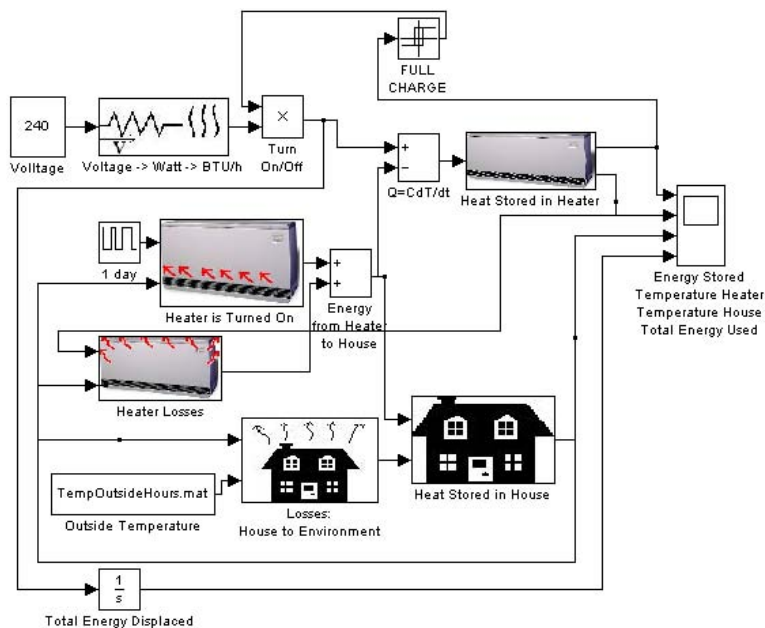 FULL
CHARGE
240
Volltage
Voltage -> Watt -> BTU/h
×
Turn
On/Off
+
−
Q=CdT/dt
Heat Stored in Heater
1 day
Heater is Turned On
+
+
Energy
from Heater
to House
Energy Stored
Temperature Heater
Temperature House
Total Energy Used
Heater Losses
TempOutsideHours.mat
Outside Temperature
Losses:
House to Environment
Heat Stored in House
1
s
Total Energy Displaced